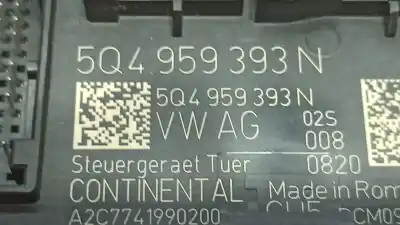 5Q4 959 393 N
5Q4 959 393 N
VW AG 02S
008
Steuergeraet Tuer 0820
CONTINENTAL Made in Rom
A2C7741990200